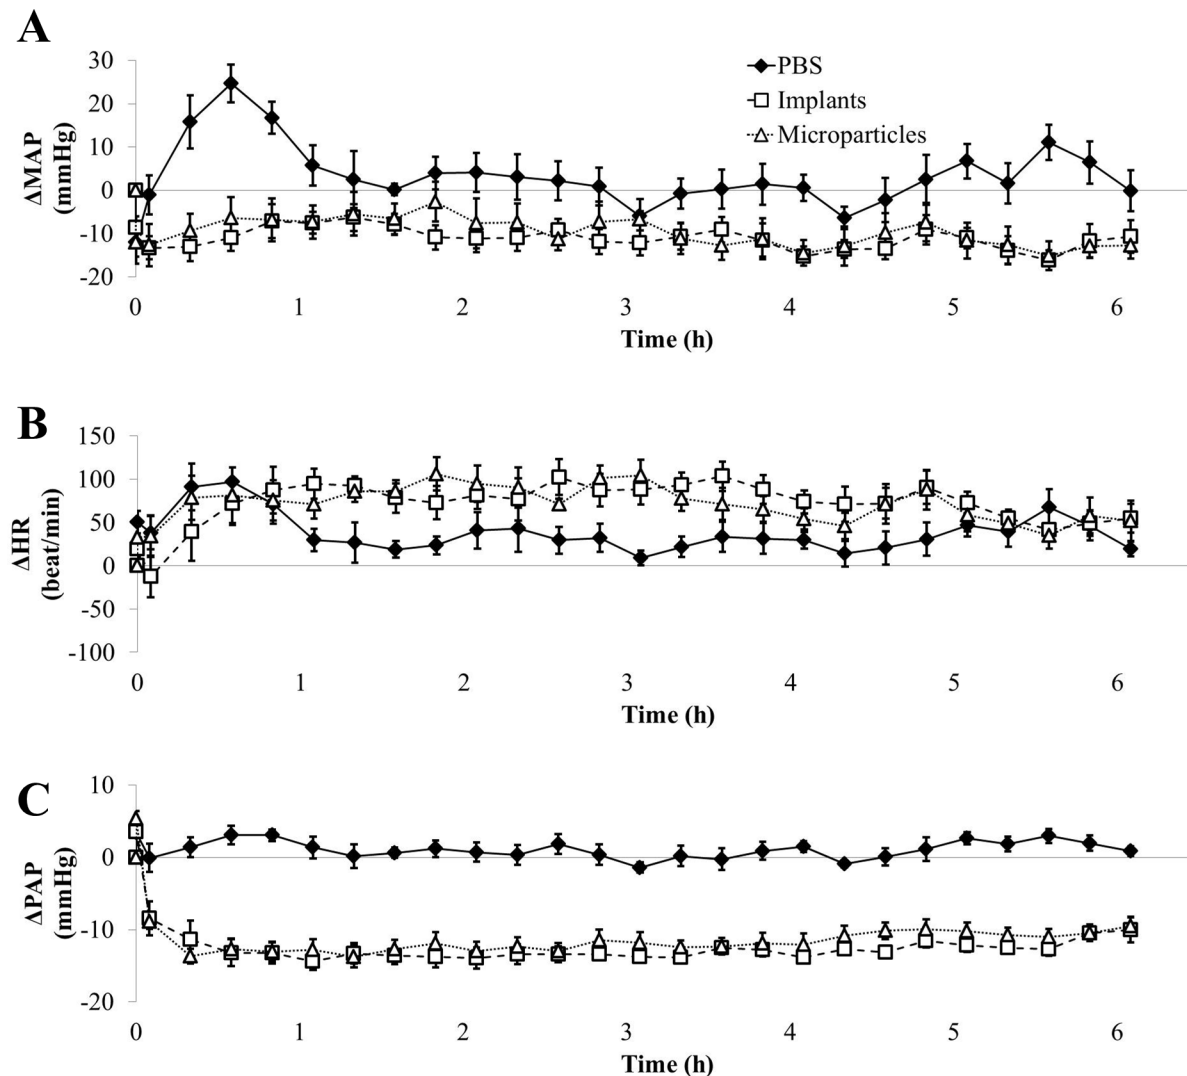 A
30
20
10
0
-10
-20
ΔMAP
(mmHg)
PBS
Implants
Microparticles
0 1 2 3 4 5 6
Time (h)
B
150
100
50
0
-50
-100
ΔHR
(beat/min)
0 1 2 3 4 5 6
Time (h)
C
10
0
-10
-20
ΔPAP
(mmHg)
0 1 2 3 4 5 6
Time (h)